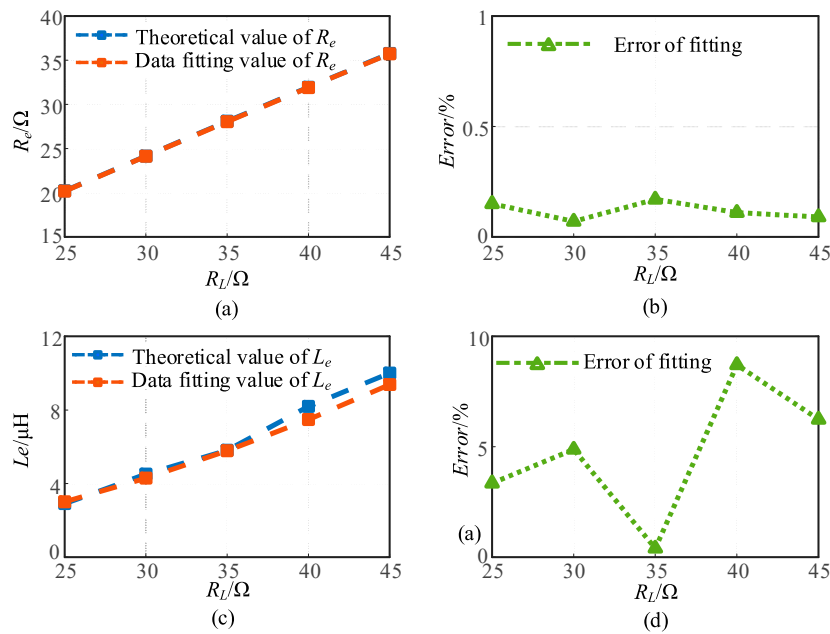 40
35
30
25
20
15
Re/Ω
Theoretical value of Re
Data fitting value of Re
25 30 35 40 45
RL/Ω
(a)
1
0.5
0
Error/%
Error of fitting
25 30 35 40 45
RL/Ω
(b)
12
8
4
0
Le/μH
Theoretical value of Le
Data fitting value of Le
25 30 35 40 45
RL/Ω
(c)
10
5
0
Error/%
Error of fitting
(a)
25 30 35 40 45
RL/Ω
(d)